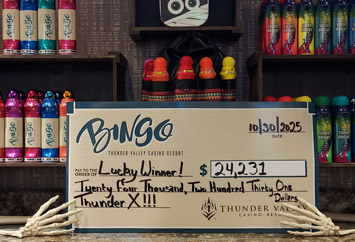 BINGO
THUNDER VALLEY CASINO RESORT
10/30/2025
DATE
PAY TO THE
ORDER OF Lucky Winner! $ 24,231
Twenty Four Thousand, Two Hundred Thirty One
Dollars
Thunder X!!!
THUNDER VALLEY
CASINO RESORT